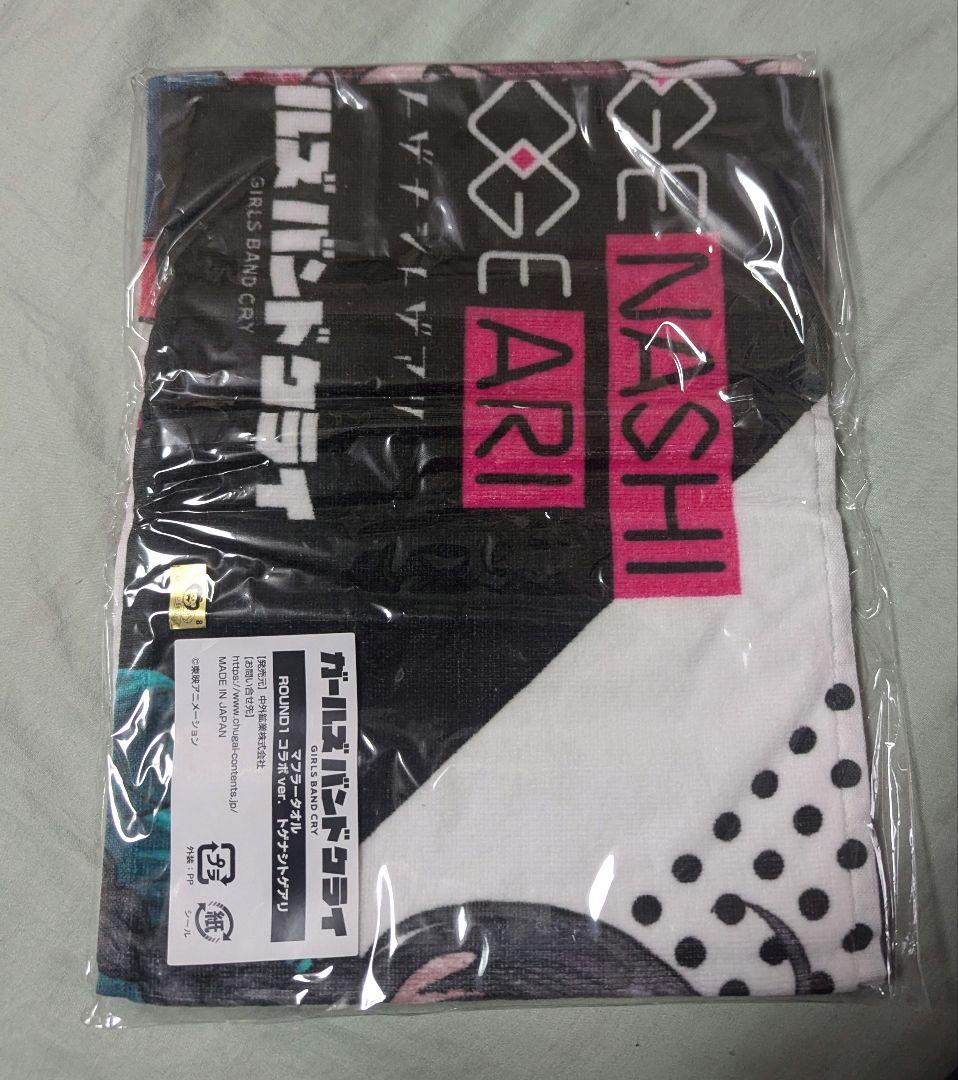 GE
NASHI
OGE
ARI
トゲナシトゲアリ
ールズバンドクライ
GIRLS BAND CRY
ガールズバンドクライ
GIRLS BAND CRY
マフラータオル
ROUND1 コラボ ver. トゲナシトゲアリ
【発売元】中外鉱業株式会社
【お問い合せ先】
https://www.chugai-contents.jp/
MADE IN JAPAN
©東映アニメーション
プラ
外装:PP
紙
シール